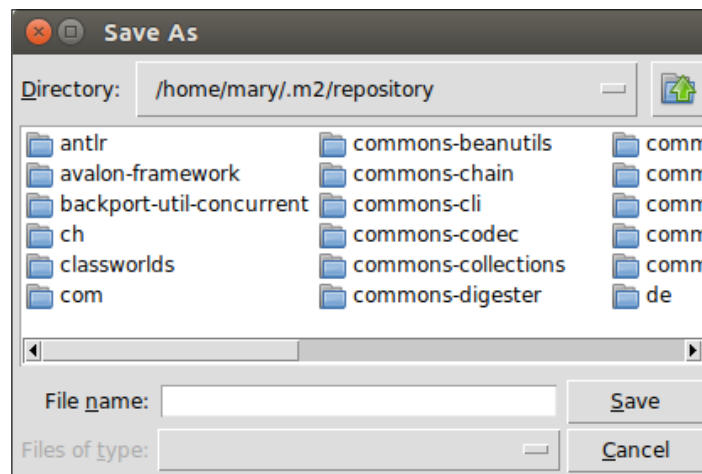 Save As
Directory: /home/mary/.m2/repository
antlr commons-beanutils
avalon-framework commons-chain
backport-util-concurrent commons-cli
ch commons-codec
classworlds commons-collections
com commons-digester de
File name: Save
Files of type: Cancel